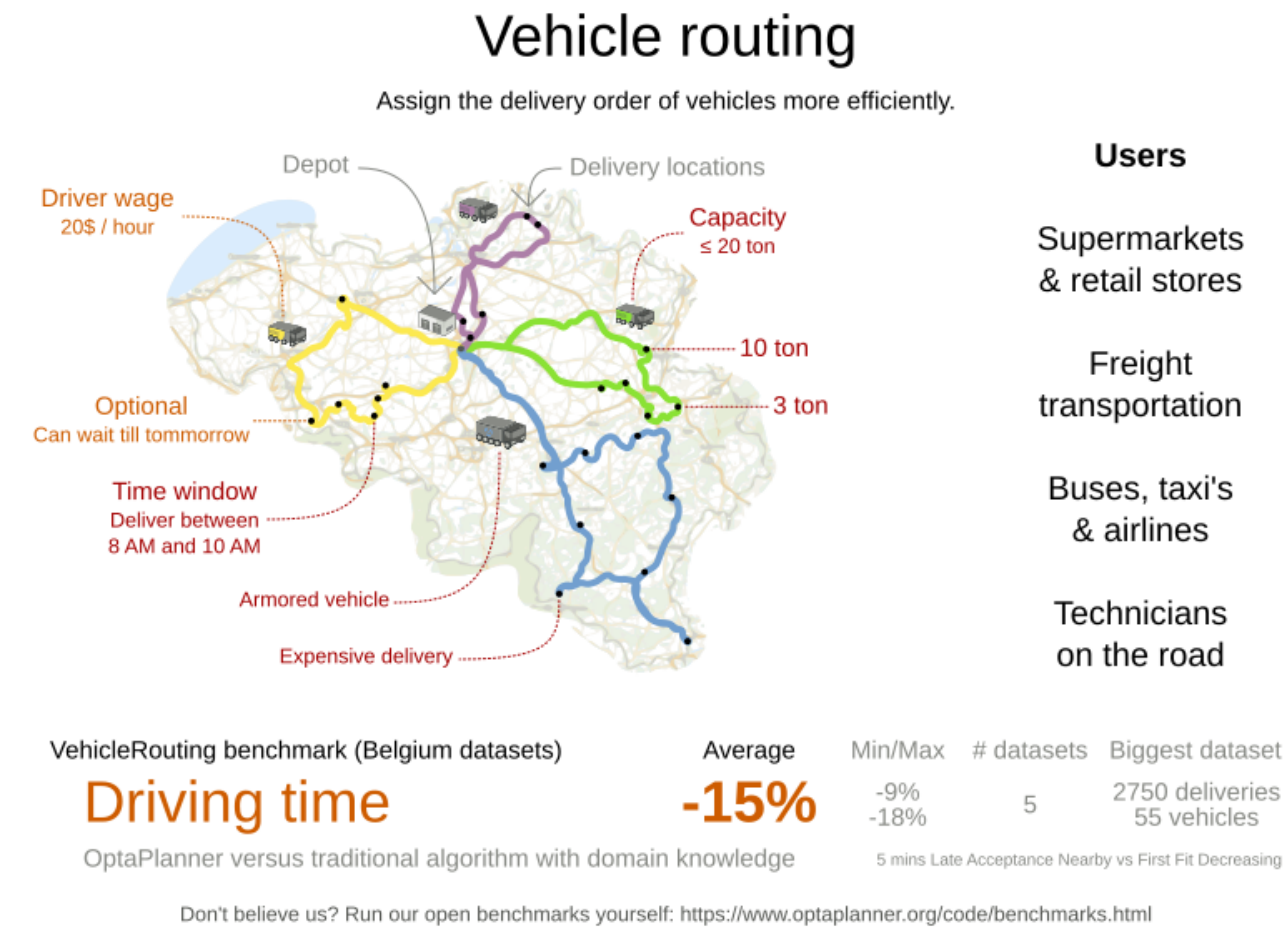 Vehicle routing
Assign the delivery order of vehicles more efficiently.
Depot
Delivery locations
Driver wage
20$ / hour
Capacity
≤ 20 ton
10 ton
3 ton
Optional
Can wait till tommorrow
Time window
Deliver between
8 AM and 10 AM
Armored vehicle
Expensive delivery
Users
Supermarkets
& retail stores
Freight
transportation
Buses, taxi's
& airlines
Technicians
on the road
VehicleRouting benchmark (Belgium datasets)
Driving time
OptaPlanner versus traditional algorithm with domain knowledge
Average
-15%
Min/Max
-9%
-18%
# datasets
5
Biggest dataset
2750 deliveries
55 vehicles
5 mins Late Acceptance Nearby vs First Fit Decreasing
Don't believe us? Run our open benchmarks yourself: https://www.optaplanner.org/code/benchmarks.html